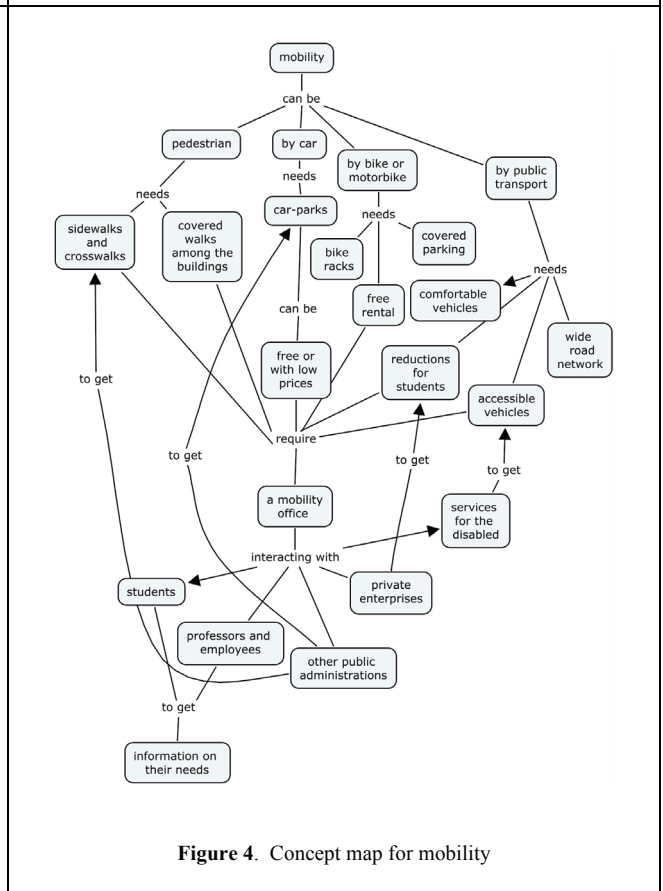 mobility
can be
pedestrian
by car
by bike or
motorbike
by public
transport
needs
needs
needs
needs
sidewalks
and
crosswalks
covered
walks
among the
buildings
car-parks
bike
racks
covered
parking
free
rental
comfortable
vehicles
wide
road
network
can be
free or
with low
prices
reductions
for
students
accessible
vehicles
to get
require
to get
to get
to get
a mobility
office
services
for the
disabled
interacting with
students
private
enterprises
professors and
employees
other public
administrations
to get
information on
their needs
Figure 4. Concept map for mobility